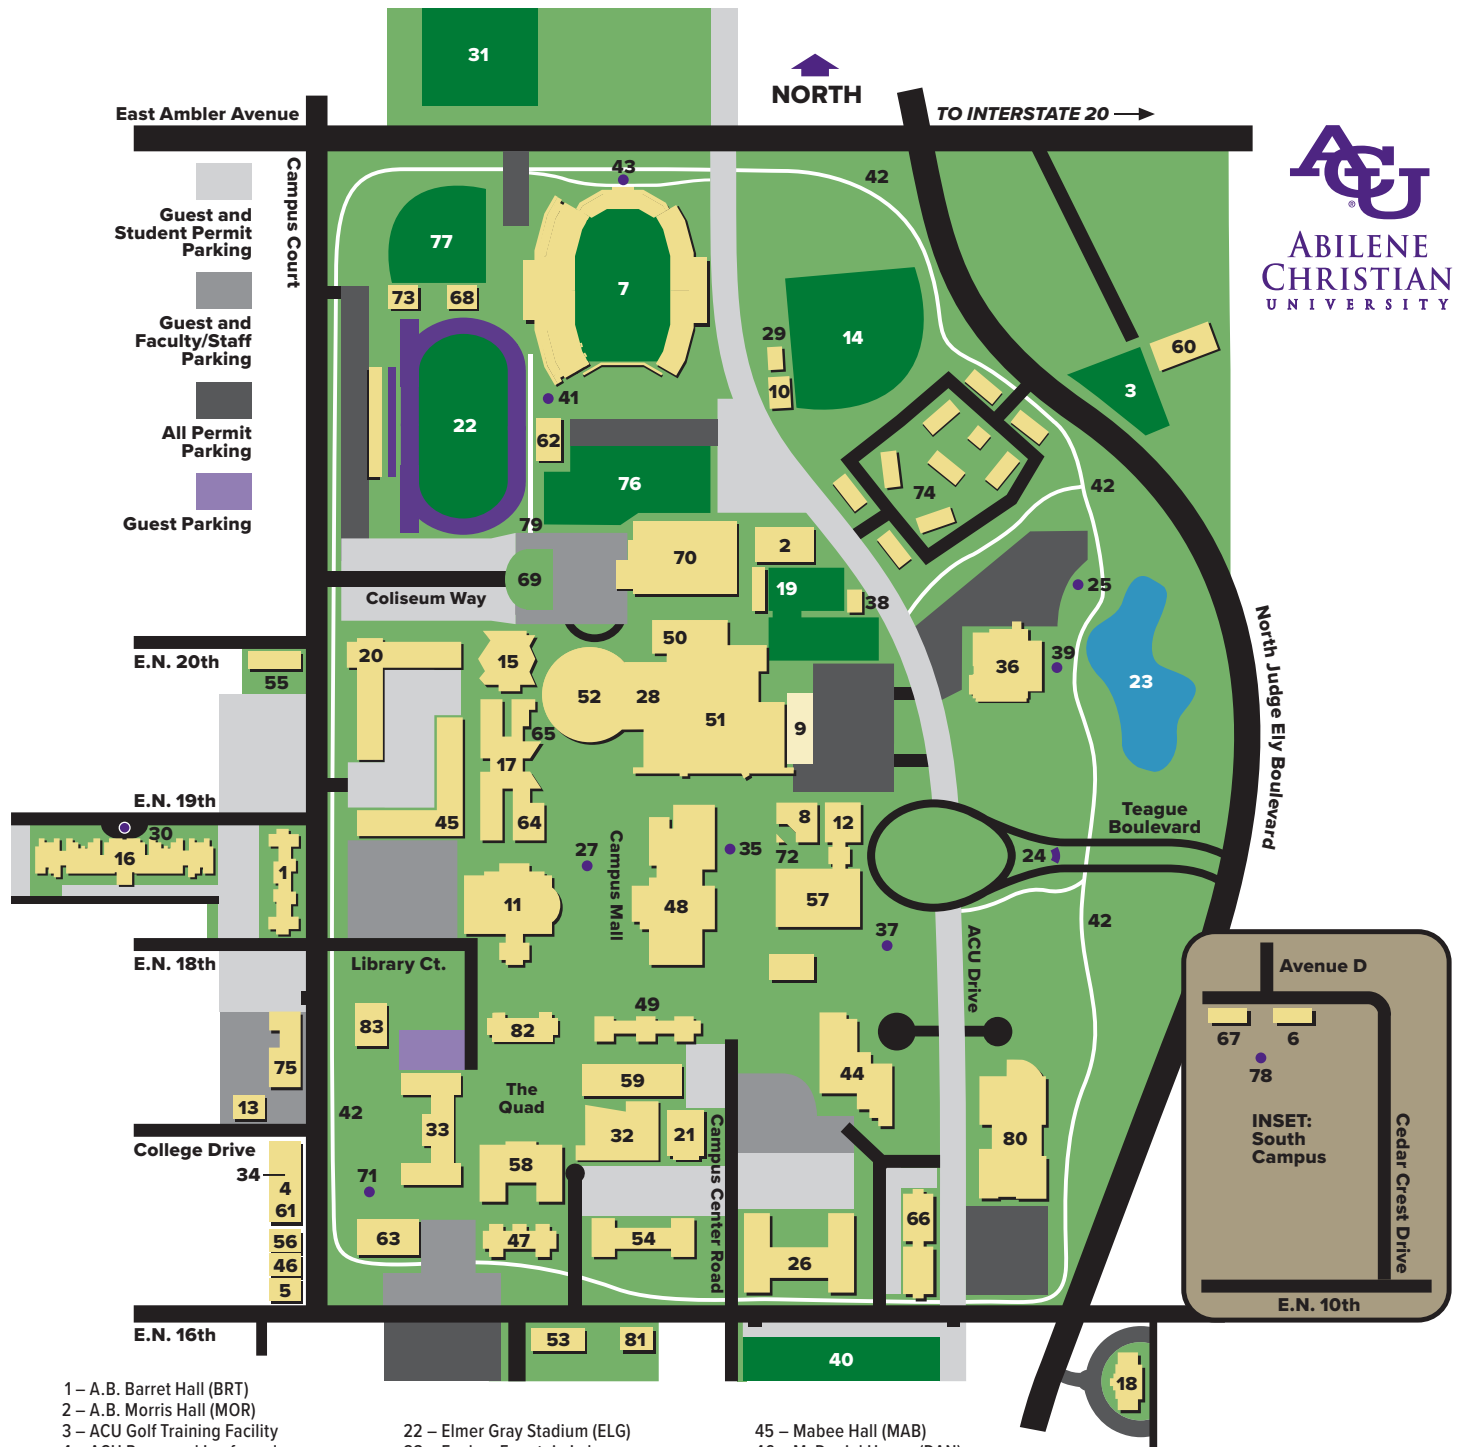 31
NORTH
East Ambler Avenue
TO INTERSTATE 20
ACU
®
ABILENE
CHRISTIAN
UNIVERSITY
Campus Court
Guest and
Student Permit
Parking
Guest and
Faculty/Staff
Parking
All Permit
Parking
Guest Parking
43
42
77
7
73
68
29
14
10
60
3
41
22
62
76
74
42
79
70
2
69
19
38
25
Coliseum Way
E.N. 20th
55
20
15
50
52
28
51
65
17
9
36
39
23
North Judge Ely Boulevard
E.N. 19th
30
16
1
45
64
27
Campus Mall
35
8
72
12
24
Teague
Boulevard
11
48
57
37
42
ACU Drive
E.N. 18th
Library Ct.
83
82
49
75
13
42
The
Quad
59
44
33
32
21
Campus Center Road
80
College Drive
34
4
61
71
58
56
46
5
63
47
54
26
66
E.N. 16th
53
81
40
18
Avenue D
67
6
78
INSET:
South
Campus
Cedar Crest Drive
E.N. 10th
1 – A.B. Barret Hall (BRT)
2 – A.B. Morris Hall (MOR)
3 – ACU Golf Training Facility
22 – Elmer Gray Stadium (ELG)
45 – Mabee Hall (MAB)